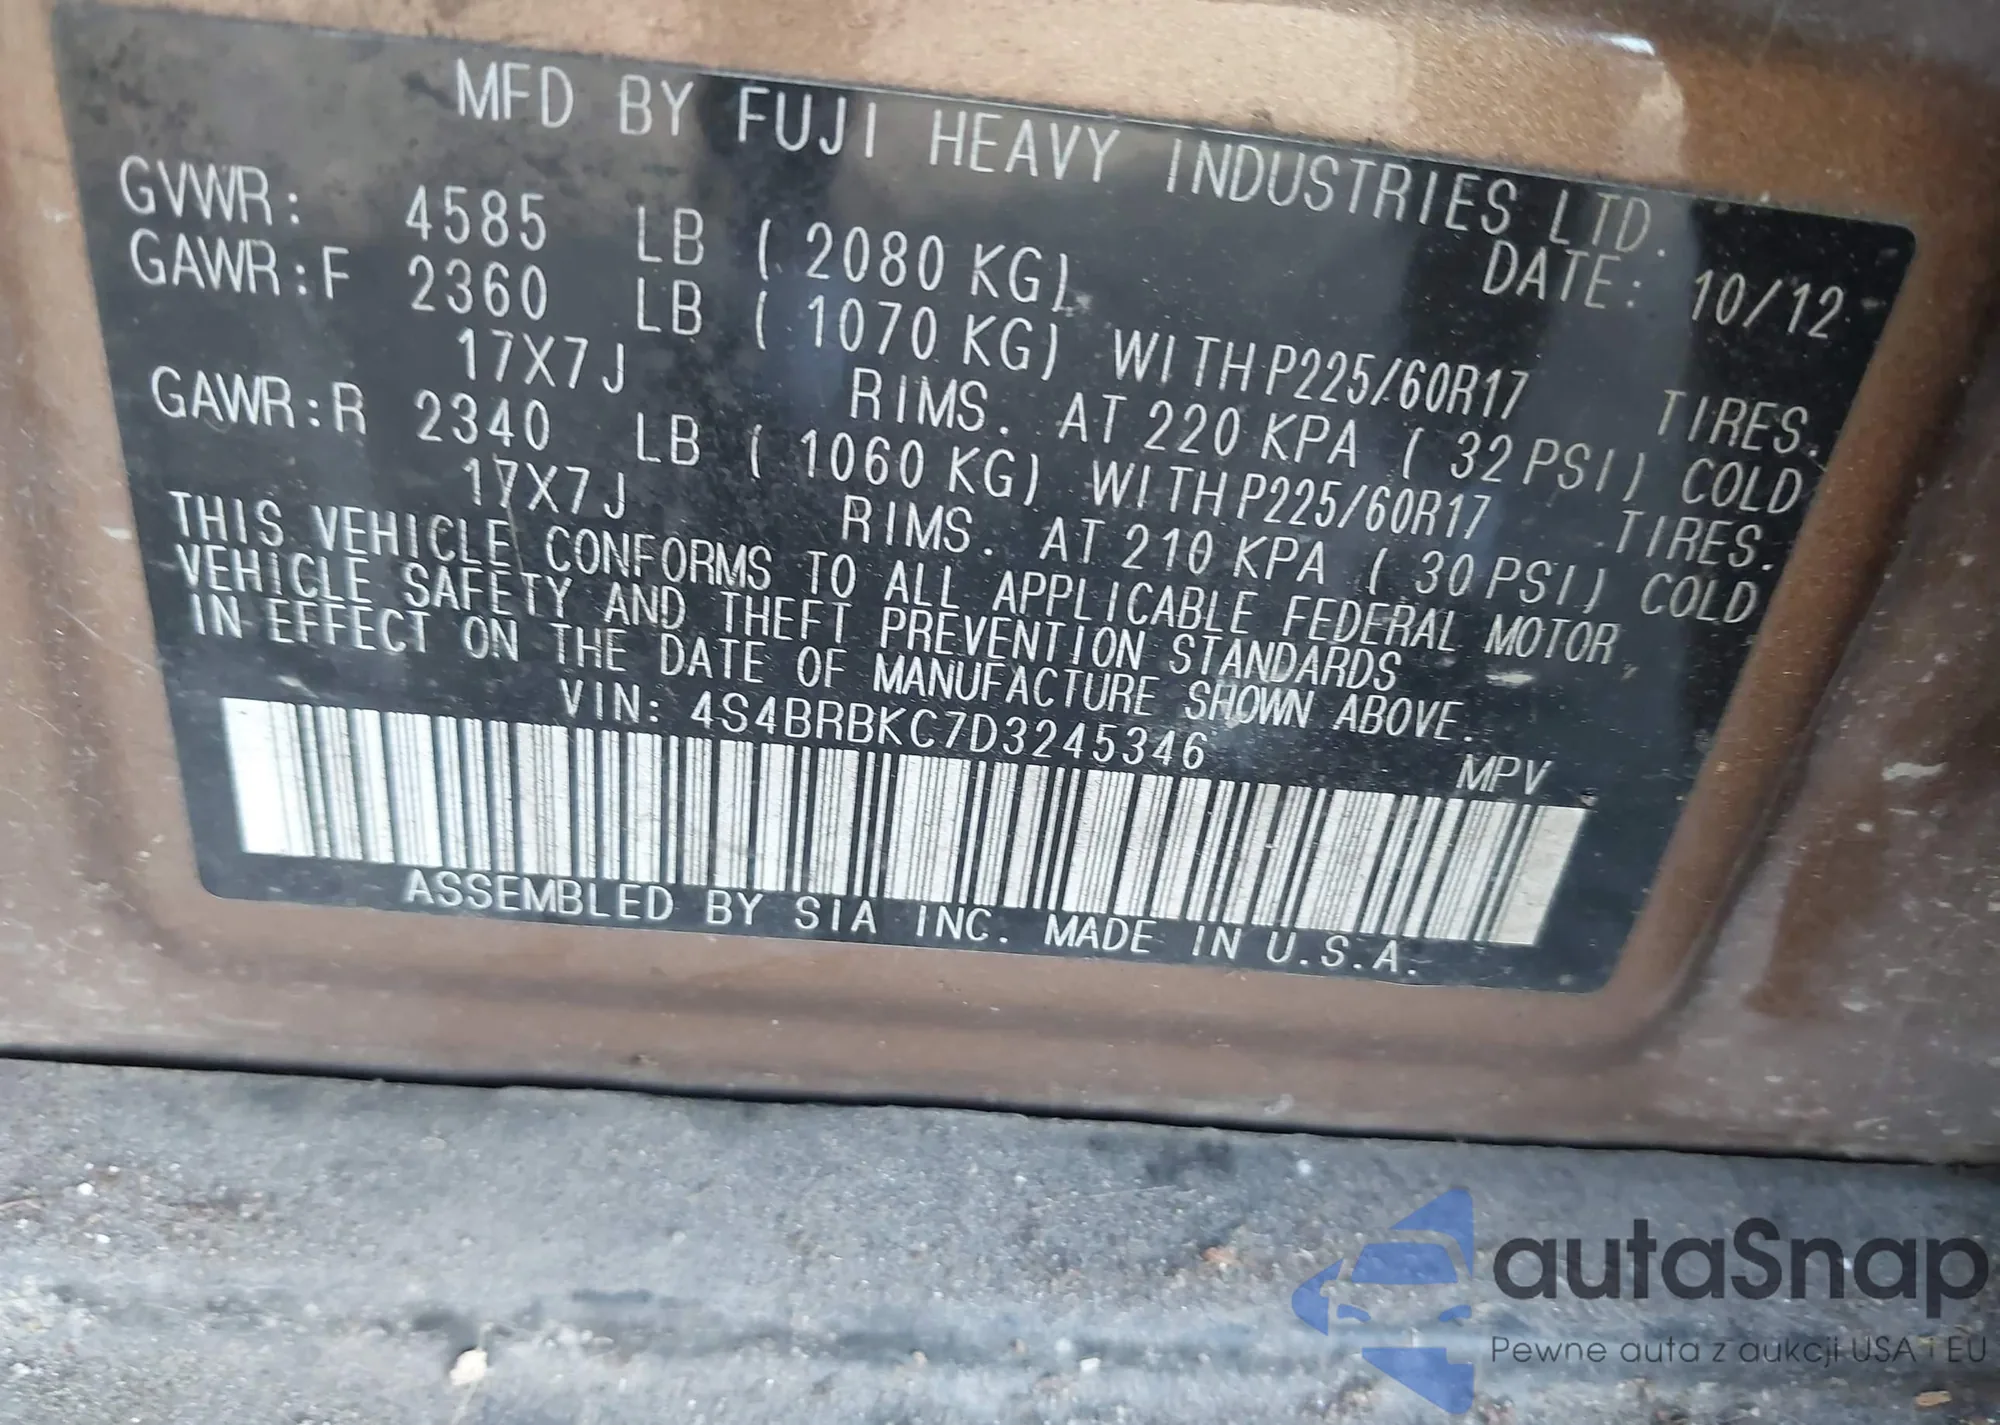 MFD BY FUJI HEAVY INDUSTRIES LTD.
DATE: 10/12
GVWR: 4585 LB ( 2080 KG)
GAWR:F 2360 LB ( 1070 KG) WITH P225/60R17 TIRES.
17X7J RIMS. AT 220 KPA ( 32 PSI) COLD
GAWR:R 2340 LB ( 1060 KG) WITH P225/60R17 TIRES.
17X7J RIMS. AT 210 KPA ( 30 PSI) COLD
THIS VEHICLE CONFORMS TO ALL APPLICABLE FEDERAL MOTOR
VEHICLE SAFETY AND THEFT PREVENTION STANDARDS
IN EFFECT ON THE DATE OF MANUFACTURE SHOWN ABOVE.
VIN: 4S4BRBKC7D3245346 MPV
ASSEMBLED BY SIA INC. MADE IN U.S.A.
autaSnap
Pewne auta z aukcji USA i EU